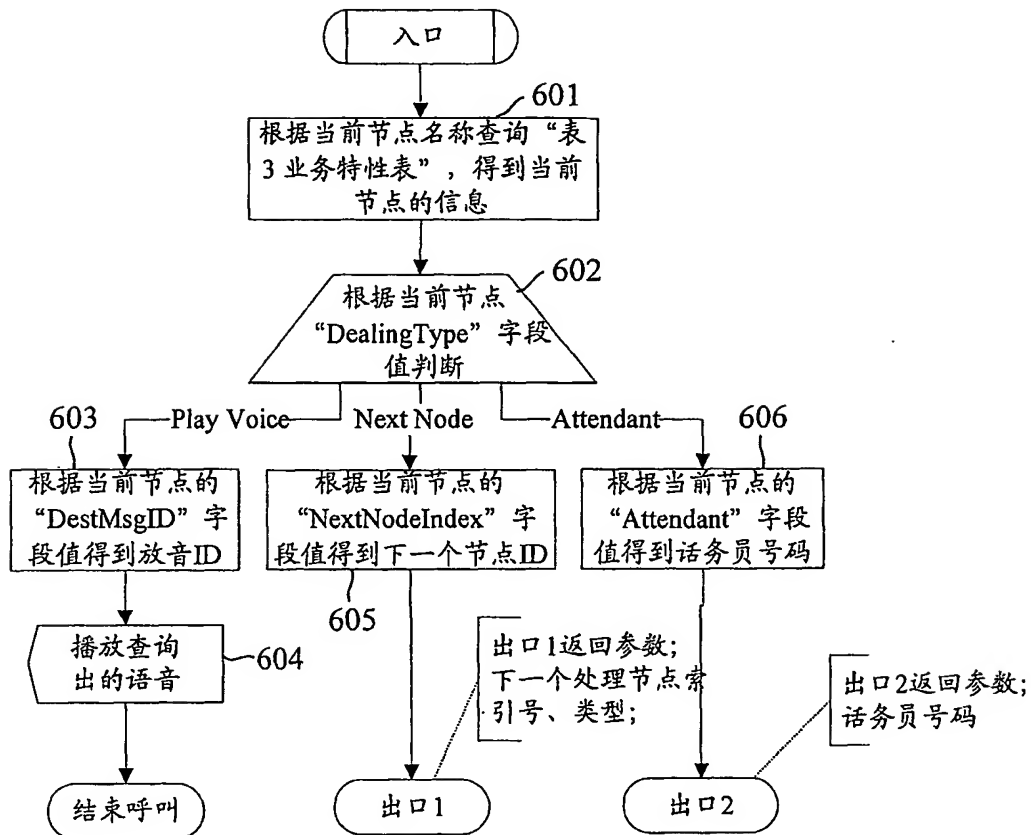 入口
601
根据当前节点名称查询“表
3 业务特性表”，得到当前
节点的信息
602
根据当前节点
“DealingType”字段
值判断
Play Voice
Next Node
Attendant
603
根据当前节点的
“DestMsgID”字
段值得到放音ID
根据当前节点的
“NextNodeIndex”字
段值得到下一个节点ID
605
606
根据当前节点的
“Attendant”字段
值得到话务员号码
播放查询
出的语音
604
出口1返回参数;
下一个处理节点索
引号、类型;
出口2返回参数;
话务员号码
结束呼叫
出口1
出口2